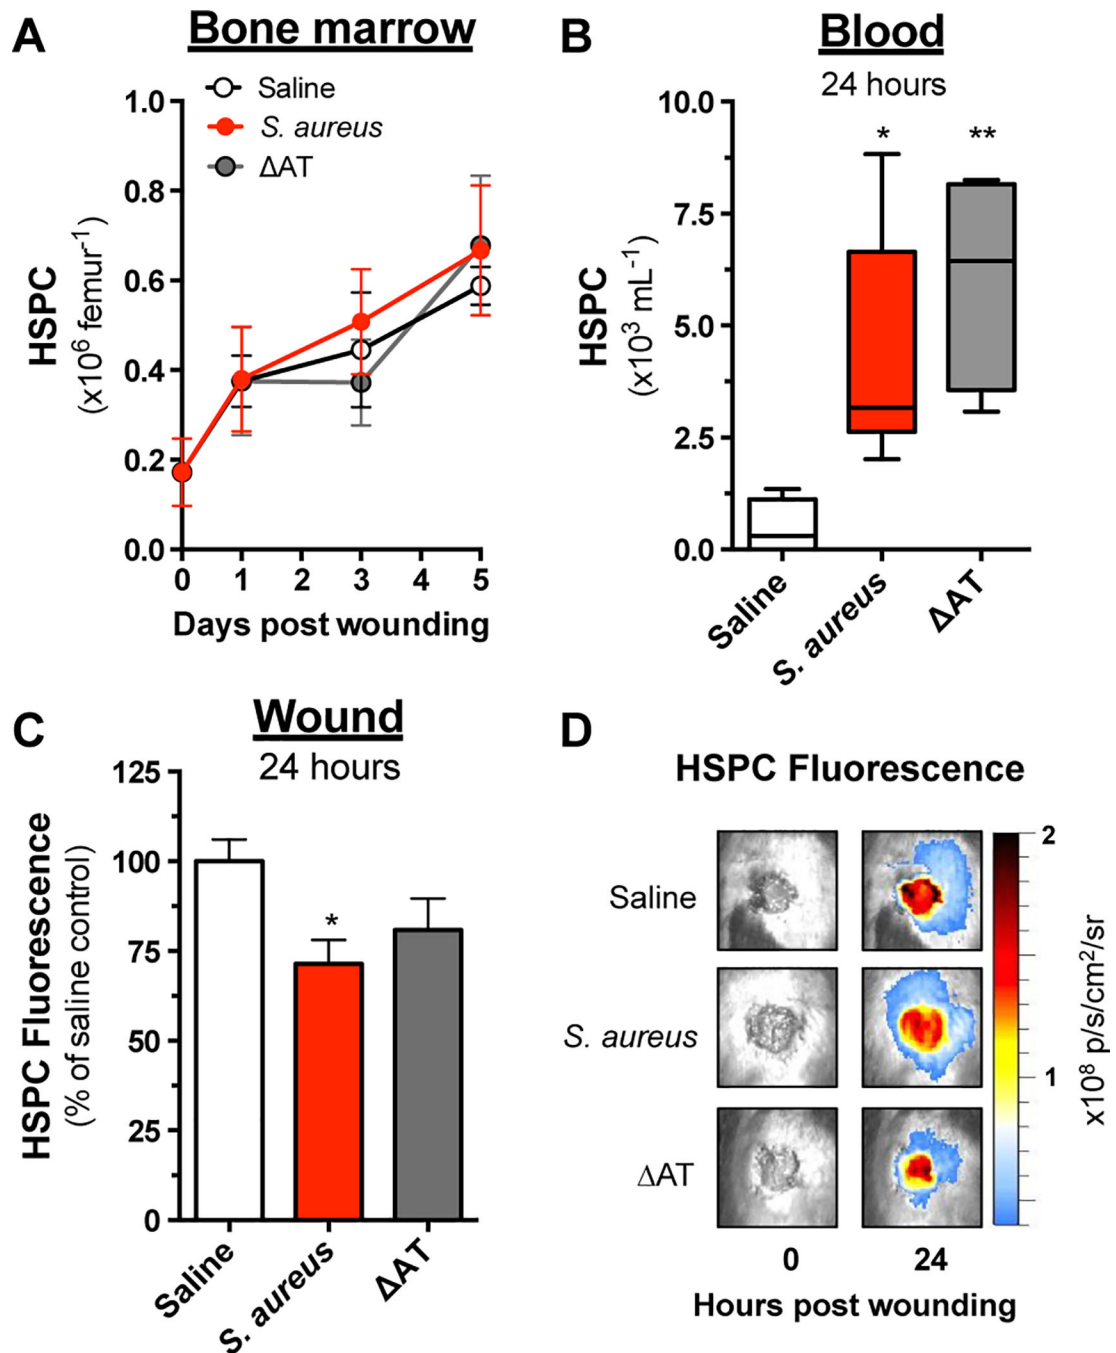 A
Bone marrow
Saline
S. aureus
ΔAT
1.0
0.8
0.6
0.4
0.2
0.0
HSPC
(x10⁶ femur⁻¹)
0 1 2 3 4 5
Days post wounding
B
Blood
24 hours
* **
10.0
7.5
5.0
2.5
0.0
HSPC
(x10³ mL⁻¹)
Saline
S. aureus
ΔAT
C
Wound
24 hours
125
100
75
50
25
0
*
HSPC Fluorescence
(% of saline control)
Saline
S. aureus
ΔAT
D
HSPC Fluorescence
Saline
S. aureus
ΔAT
2
1
x10⁸ p/s/cm²/sr
0 24
Hours post wounding